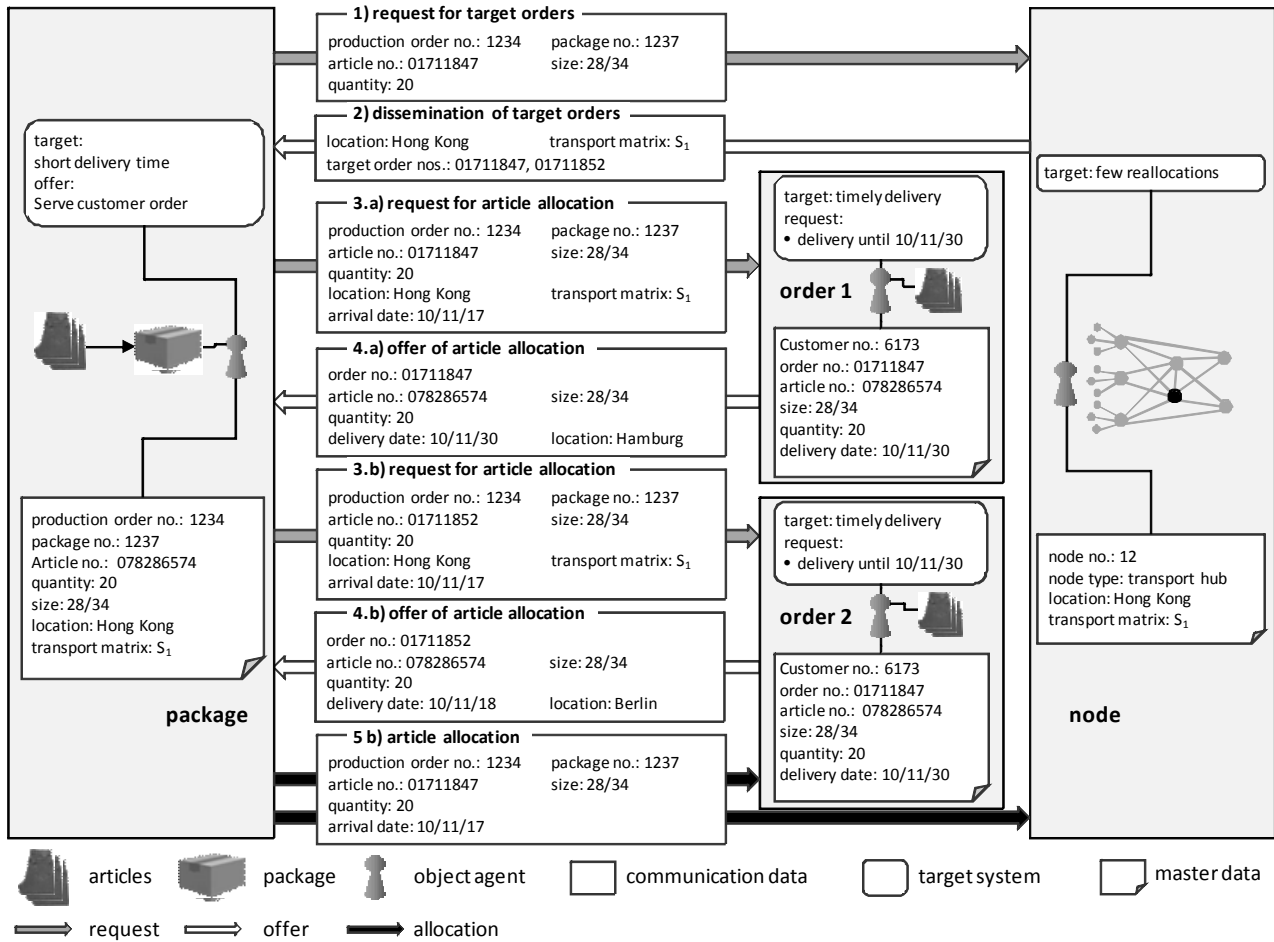 1) request for target orders
production order no.: 1234 package no.: 1237
article no.: 01711847 size: 28/34
quantity: 20
2) dissemination of target orders
location: Hong Kong transport matrix: S₁
target order nos.: 01711847, 01711852
target:
short delivery time
offer:
Serve customer order
3.a) request for article allocation
production order no.: 1234 package no.: 1237
article no.: 01711847 size: 28/34
quantity: 20
location: Hong Kong transport matrix: S₁
arrival date: 10/11/17
4.a) offer of article allocation
order no.: 01711847
article no.: 078286574 size: 28/34
quantity: 20
delivery date: 10/11/30 location: Hamburg
3.b) request for article allocation
production order no.: 1234 package no.: 1237
article no.: 01711852 size: 28/34
quantity: 20
location: Hong Kong transport matrix: S₁
arrival date: 10/11/17
4.b) offer of article allocation
order no.: 01711852
article no.: 078286574 size: 28/34
quantity: 20
delivery date: 10/11/18 location: Berlin
5 b) article allocation
production order no.: 1234 package no.: 1237
article no.: 01711847 size: 28/34
quantity: 20
arrival date: 10/11/17
production order no.: 1234
package no.: 1237
Article no.: 078286574
quantity: 20
size: 28/34
location: Hong Kong
transport matrix: S₁
package
target: timely delivery
request:
• delivery until 10/11/30
order 1
Customer no.: 6173
order no.: 01711847
article no.: 078286574
size: 28/34
quantity: 20
delivery date: 10/11/30
target: timely delivery
request:
• delivery until 10/11/30
order 2
Customer no.: 6173
order no.: 01711847
article no.: 078286574
size: 28/34
quantity: 20
delivery date: 10/11/30
target: few reallocations
node no.: 12
node type: transport hub
location: Hong Kong
transport matrix: S₁
node
articles package object agent communication data target system master data
request offer allocation